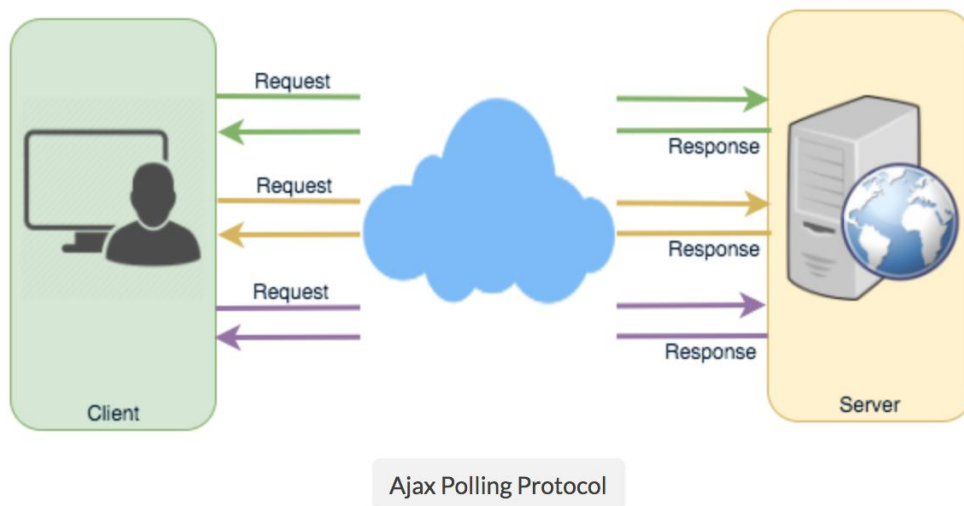 Request
Response
Request
Response
Request
Response
Client
Server
Ajax Polling Protocol